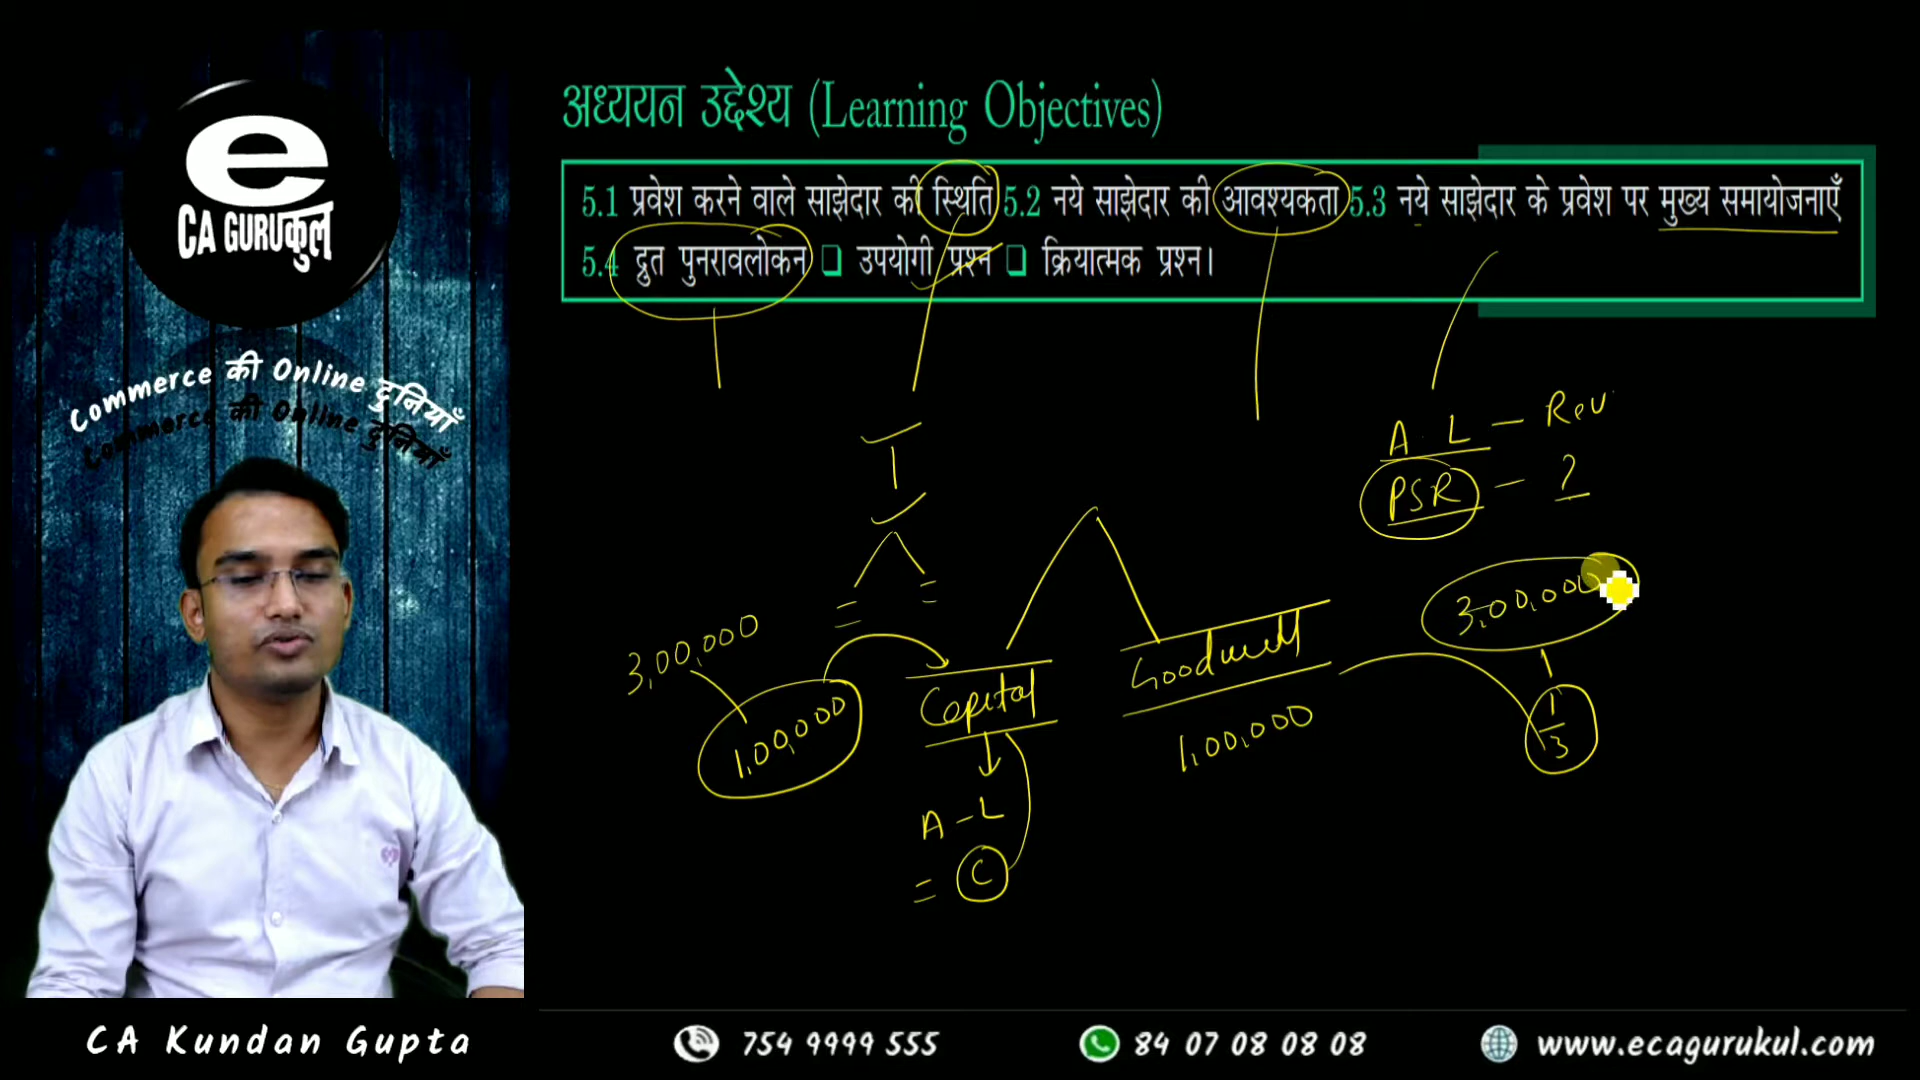 e
CA GURUकुल
Commerce की Online दुनियाँ
Commerce की Online दुनियाँ
अध्ययन उद्देश्य (Learning Objectives)
5.1 प्रवेश करने वाले साझेदार की स्थिति 5.2 नये साझेदार की आवश्यकता 5.3 नये साझेदार के प्रवेश पर मुख्य समायोजनाएँ
5.4 द्रुत पुनरावलोकन ❑ उपयोगी प्रश्न ❑ क्रियात्मक प्रश्न।
A L - Rev
PSR - ?
3,00,000
3,00,000
1,00,000
Capital
Goodwill
1,00,000
1/3
A - L
= C
CA Kundan Gupta
754 9999 555
84 07 08 08 08
www.ecagurukul.com